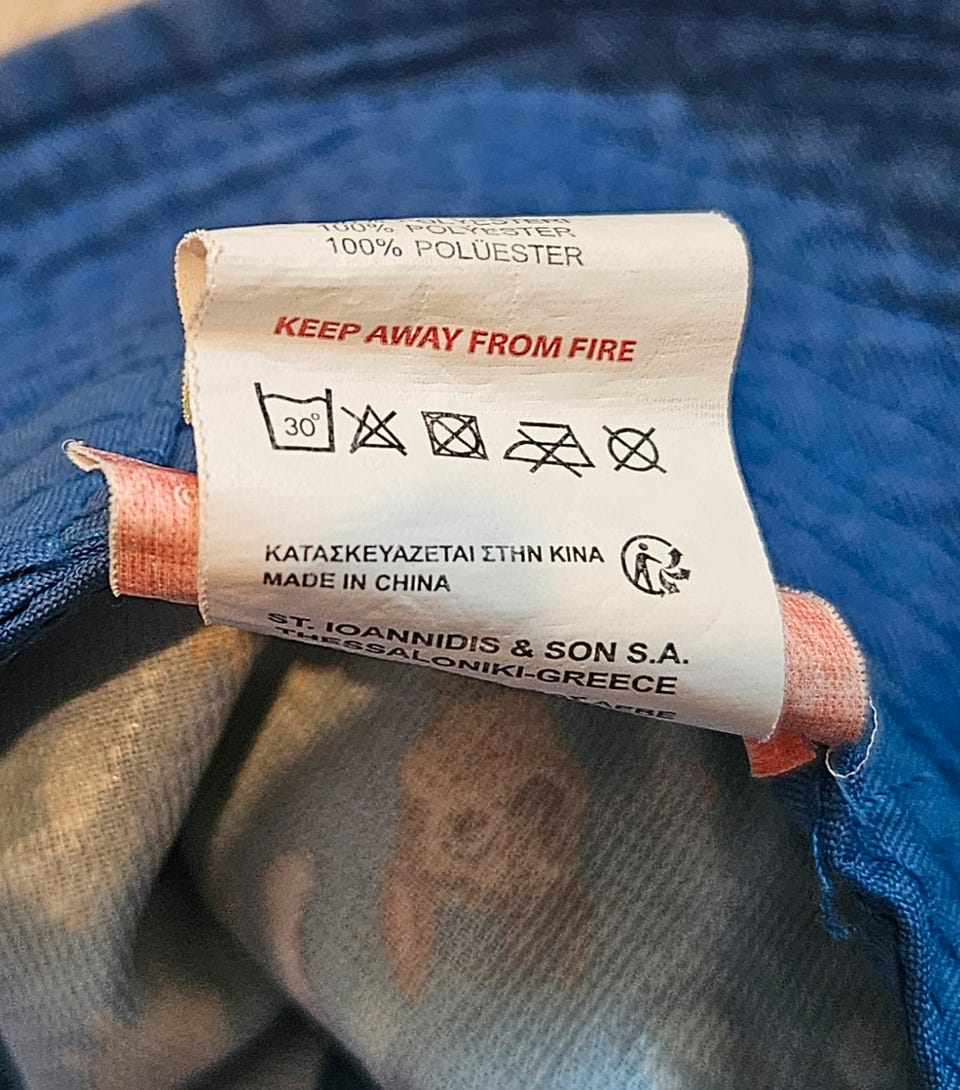 100% POLYESTER
100% POLÜESTER
KEEP AWAY FROM FIRE
30°
ΚΑΤΑΣΚΕΥΑΖΕΤΑΙ ΣΤΗΝ ΚΙΝΑ
MADE IN CHINA
ST. IOANNIDIS & SON S.A.
THESSALONIKI-GREECE
ΑΕΒΕ